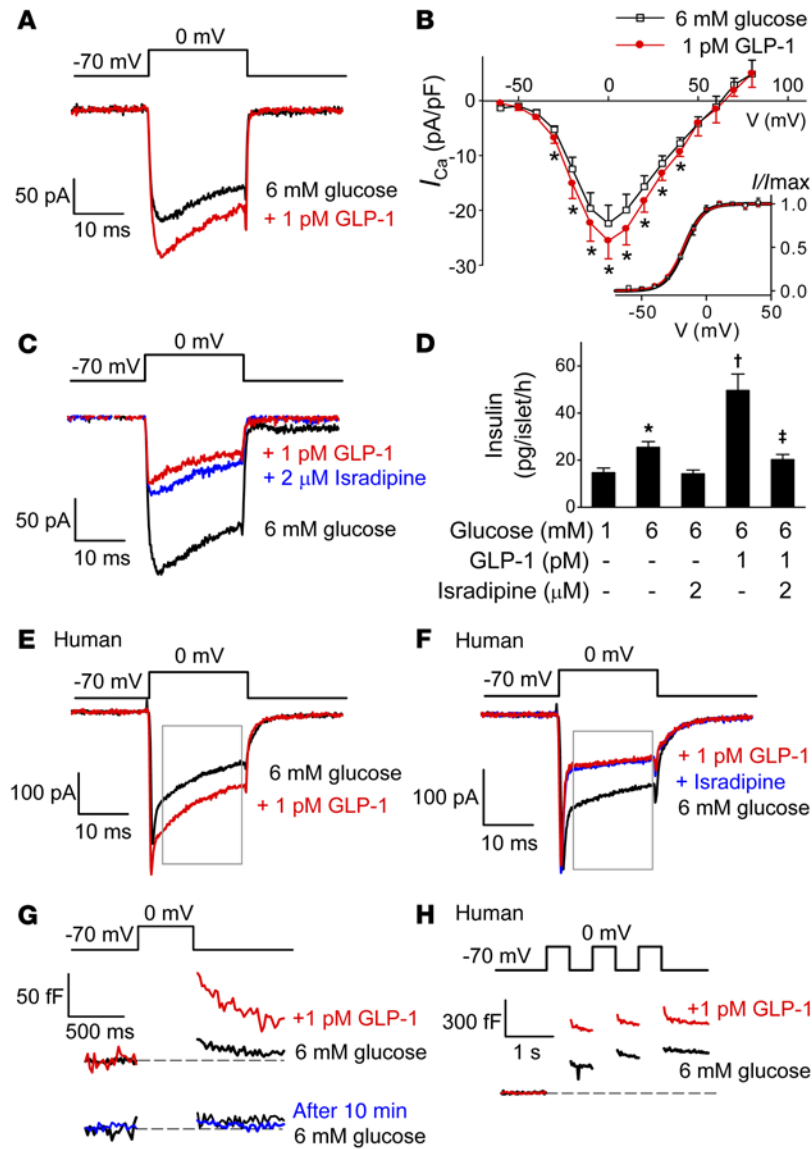 A
0 mV
-70 mV
50 pA
10 ms
6 mM glucose
+ 1 pM GLP-1
B
6 mM glucose
1 pM GLP-1
-50 0 50 100
V (mV)
I_Ca (pA/pF)
0
-10
-20
-30
*
*
*
*
*
*
*
*
I/Imax
1.0
0.5
0.0
-50 0 50
V (mV)
C
0 mV
-70 mV
+ 1 pM GLP-1
+ 2 μM Isradipine
50 pA
10 ms
6 mM glucose
D
Insulin
(pg/islet/h)
60
40
20
0
* † ‡
Glucose (mM) 1 6 6 6 6
GLP-1 (pM) - - - 1 1
Isradipine (μM) - - 2 - 2
E Human
0 mV
-70 mV
100 pA
10 ms
6 mM glucose
+ 1 pM GLP-1
F Human
0 mV
-70 mV
+ 1 pM GLP-1
+ Isradipine
6 mM glucose
100 pA
10 ms
G
0 mV
-70 mV
50 fF
500 ms
+1 pM GLP-1
6 mM glucose
After 10 min
6 mM glucose
H Human
0 mV
-70 mV
300 fF
1 s
+1 pM GLP-1
6 mM glucose